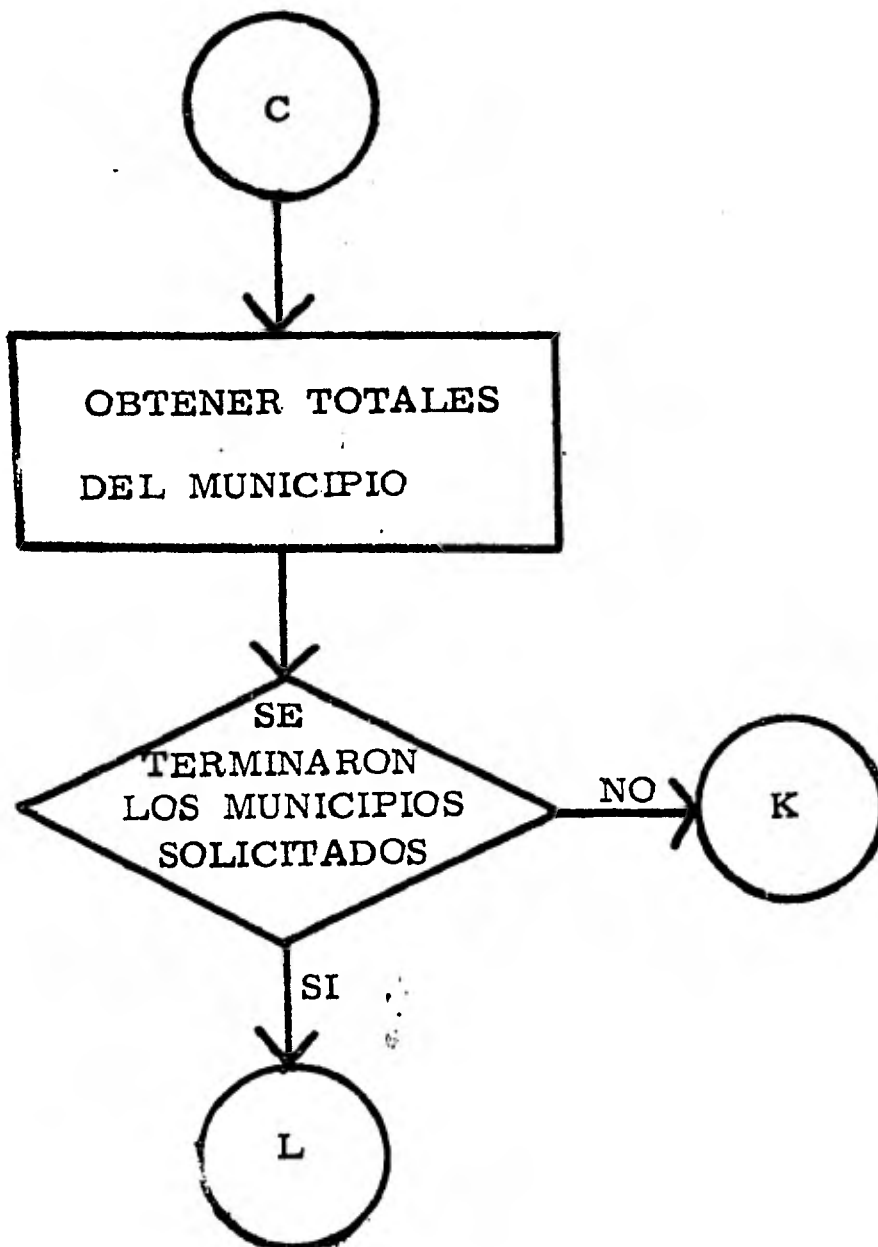 C
OBTENER TOTALES
DEL MUNICIPIO
SE
TERMINARON
LOS MUNICIPIOS
SOLICITADOS
NO
K
SI
L